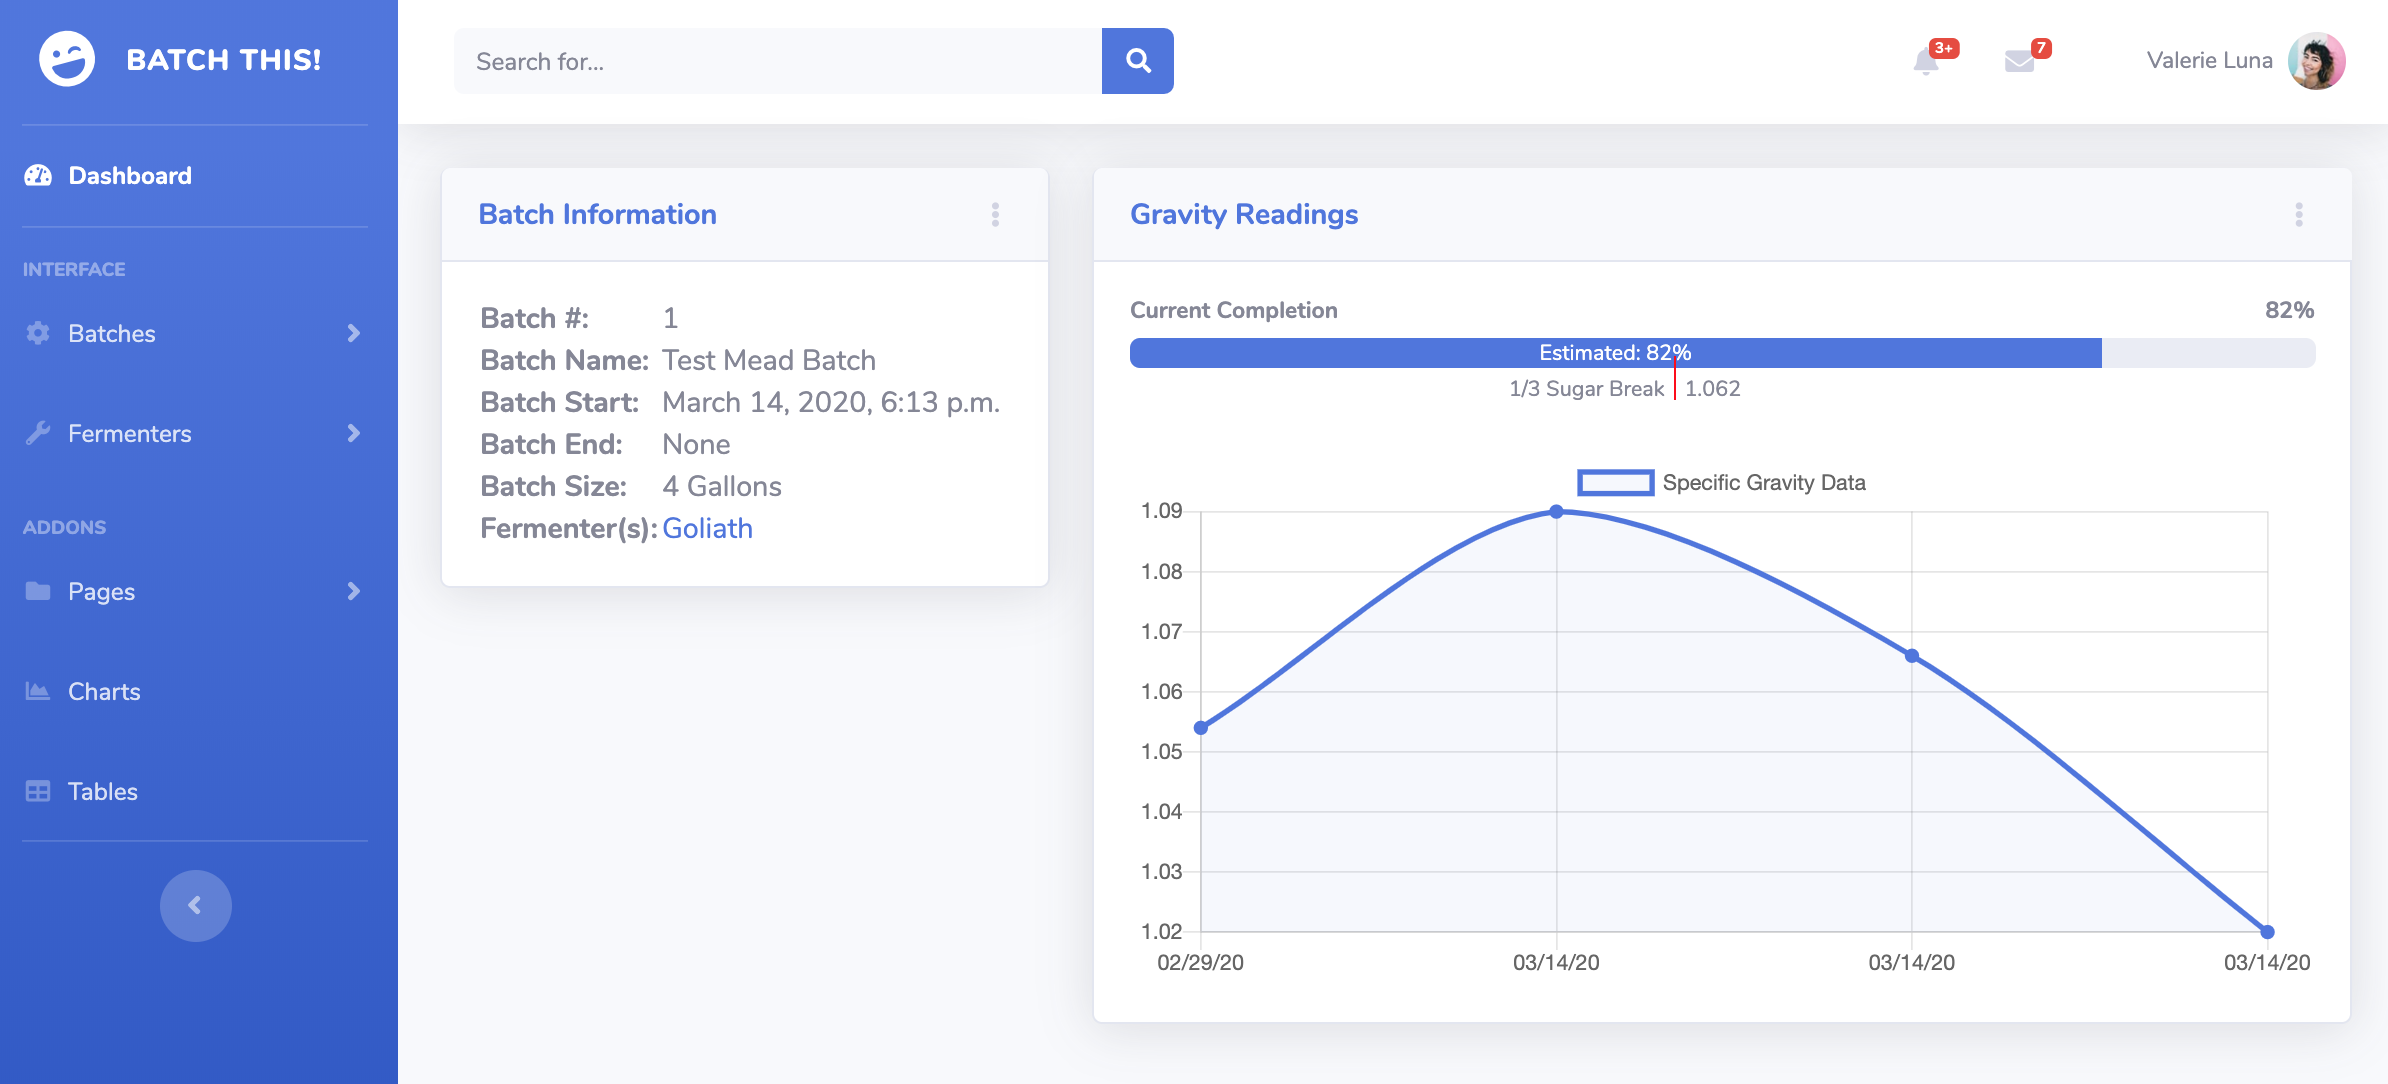 BATCH THIS!
Search for...
3+
7
Valerie Luna
Dashboard
INTERFACE
Batches
Fermenters
ADDONS
Pages
Charts
Tables
Batch Information
Batch #: 1
Batch Name: Test Mead Batch
Batch Start: March 14, 2020, 6:13 p.m.
Batch End: None
Batch Size: 4 Gallons
Fermenter(s): Goliath
Gravity Readings
Current Completion 82%
Estimated: 82%
1/3 Sugar Break 1.062
Specific Gravity Data
1.09
1.08
1.07
1.06
1.05
1.04
1.03
1.02
02/29/20 03/14/20 03/14/20 03/14/20